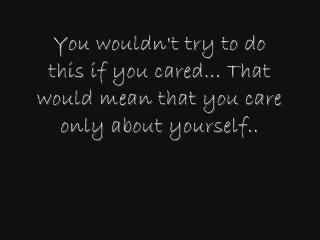 You wouldn't try to do
this if you cared... That
would mean that you care
only about yourself..